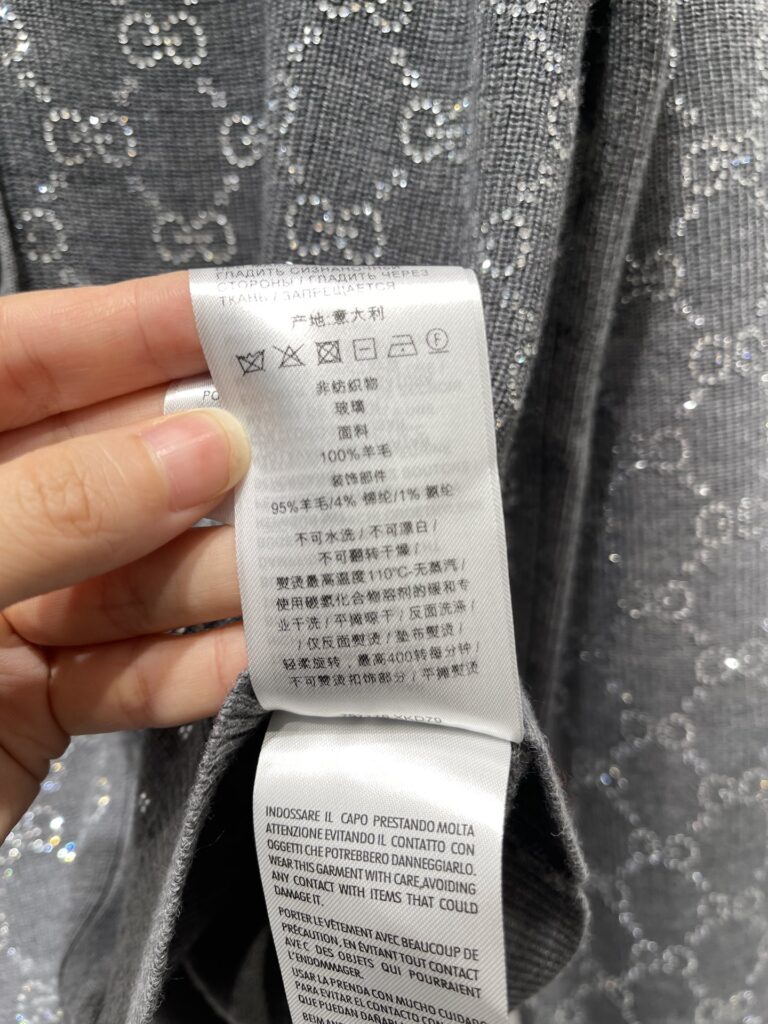 ГЛАДИТЬ С ИЗНАНОЧНОЙ
СТОРОНЫ / ГЛАДИТЬ ЧЕРЕЗ
ТКАНЬ / ЗАПРЕЩАЕТСЯ
产地:意大利
F
非纺织物
玻璃
面料
100%羊毛
装饰部件
95%羊毛/4% 锦纶/1% 氨纶
不可水洗 / 不可漂白 /
不可翻转干燥 /
熨烫最高温度110°C-无蒸汽 /
使用碳氢化合物溶剂的缓和专
业干洗 / 平摊晾干 / 反面洗涤 /
/ 仅反面熨烫 / 垫布熨烫 /
轻柔旋转，最高400转每分钟 /
不可熨烫扣饰部分 / 平摊熨烫
INDOSSARE IL CAPO PRESTANDO MOLTA
ATTENZIONE EVITANDO IL CONTATTO CON
OGGETTI CHE POTREBBERO DANNEGGIARLO.
WEAR THIS GARMENT WITH CARE,AVOIDING
ANY CONTACT WITH ITEMS THAT COULD
DAMAGE IT.
PORTER LE VÊTEMENT AVEC BEAUCOUP DE
PRÉCAUTION, EN ÉVITANT TOUT CONTACT
AVEC DES OBJETS QUI POURRAIENT
L'ENDOMMAGER.
USAR LA PRENDA CON MUCHO CUIDADO
PARA EVITAR EL CONTACTO CON
QUE PUEDAN DAÑARLA